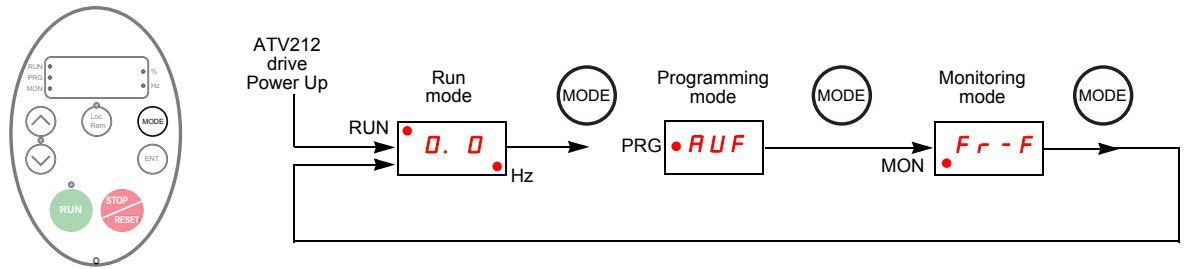 RUN
PRG
MON
%
Hz
Loc
Rem
MODE
ENT
RUN
STOP
RESET
ATV212
drive
Power Up
Run
mode
RUN
0. 0
Hz
MODE
Programming
mode
PRG
AUF
MODE
Monitoring
mode
MON
Fr-F
MODE